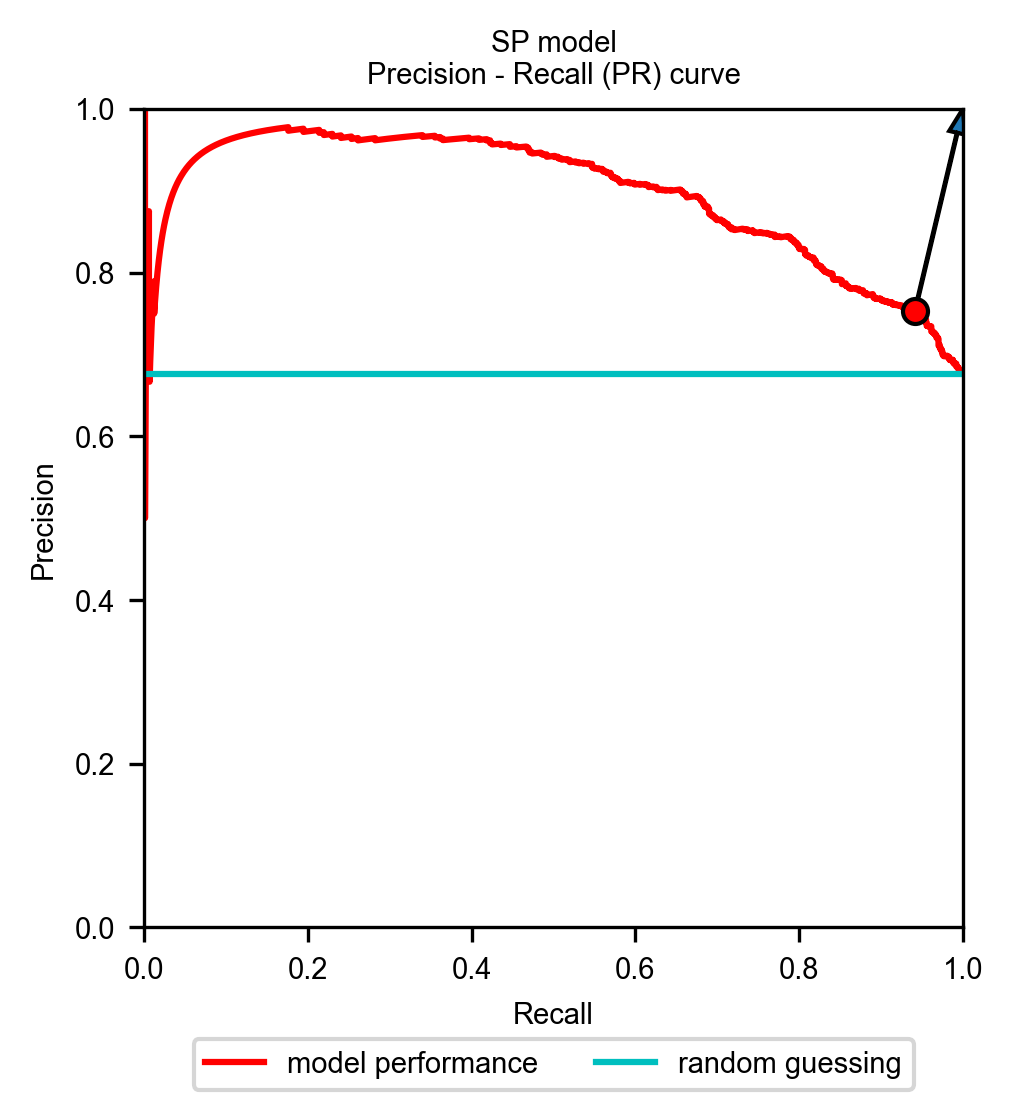 SP model
Precision - Recall (PR) curve
1.0
0.8
0.6
0.4
0.2
0.0
Precision
0.0 0.2 0.4 0.6 0.8 1.0
Recall
model performance random guessing